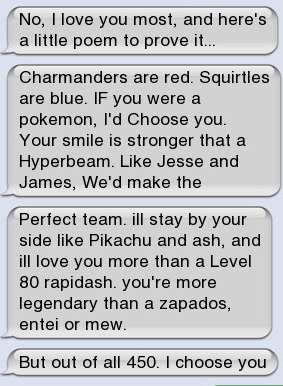 No, I love you most, and here's
a little poem to prove it...
Charmanders are red. Squirtles
are blue. IF you were a
pokemon, I'd Choose you.
Your smile is stronger that a
Hyperbeam. Like Jesse and
James, We'd make the
Perfect team. ill stay by your
side like Pikachu and ash, and
ill love you more than a Level
80 rapidash. you're more
legendary than a zapados,
entei or mew.
But out of all 450. I choose you